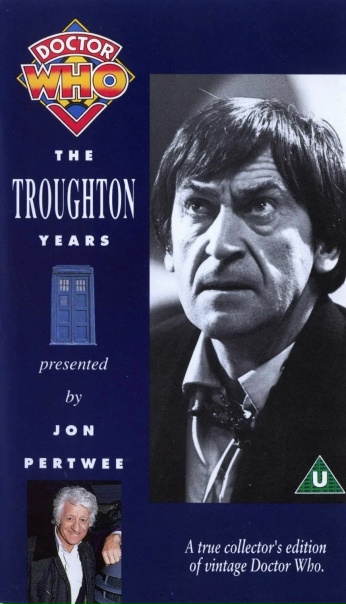 DOCTOR
WHO
THE
TROUGHTON
YEARS
presented
by
JON
PERTWEE
U
A true collector's edition
of vintage Doctor Who.